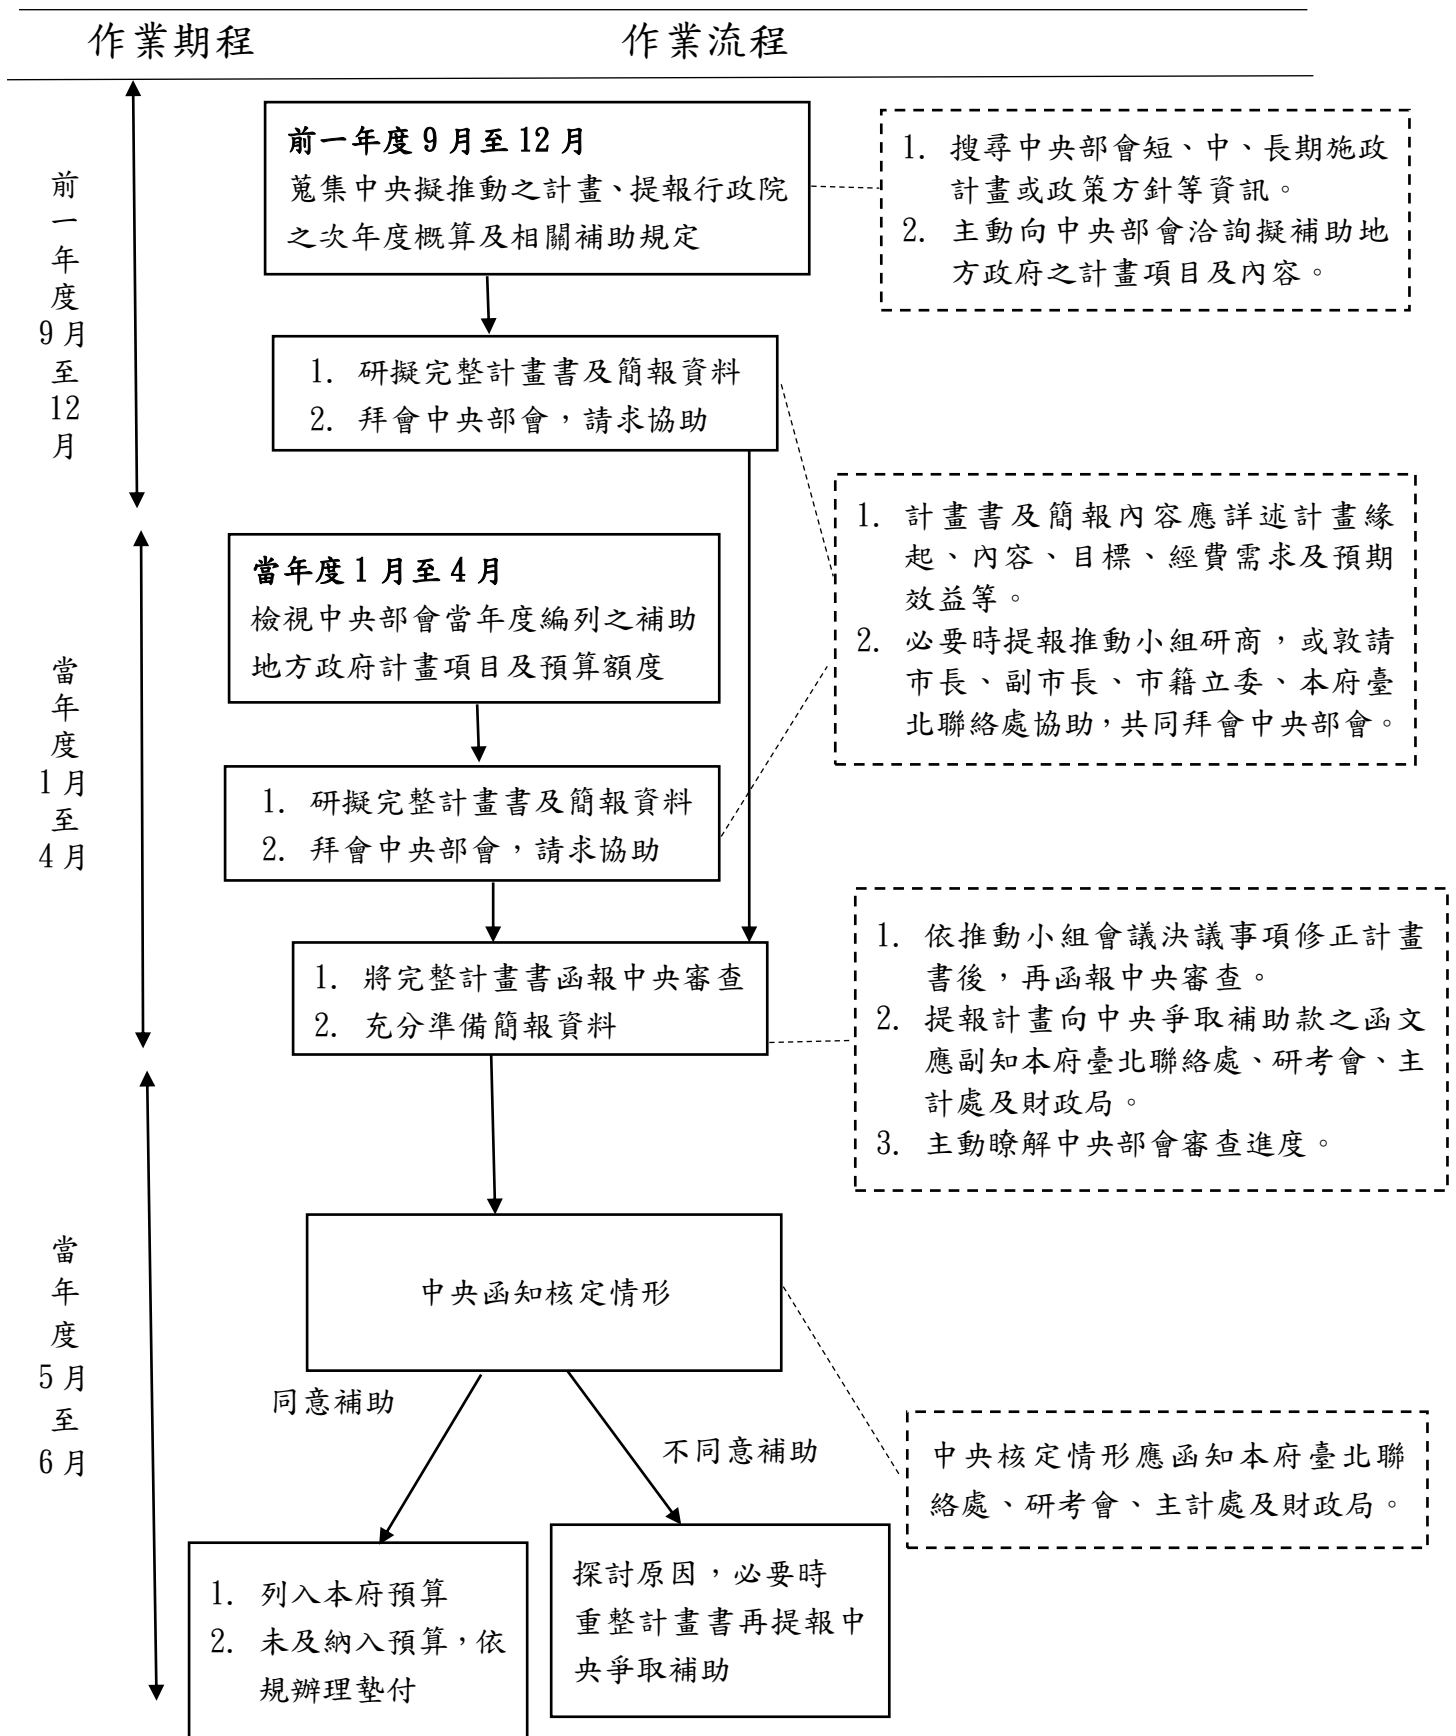 作業期程
作業流程
前
一
年
度
9月
至
12
月
前一年度 9 月至 12 月
蒐集中央擬推動之計畫、提報行政院
之次年度概算及相關補助規定
1. 搜尋中央部會短、中、長期施政
計畫或政策方針等資訊。
2. 主動向中央部會洽詢擬補助地
方政府之計畫項目及內容。
1. 研擬完整計畫書及簡報資料
2. 拜會中央部會，請求協助
1. 計畫書及簡報內容應詳述計畫緣
起、內容、目標、經費需求及預期
效益等。
2. 必要時提報推動小組研商，或敦請
市長、副市長、市籍立委、本府臺
北聯絡處協助，共同拜會中央部會。
當
年
度
1月
至
4月
當年度 1 月至 4 月
檢視中央部會當年度編列之補助
地方政府計畫項目及預算額度
1. 研擬完整計畫書及簡報資料
2. 拜會中央部會，請求協助
1. 將完整計畫書函報中央審查
2. 充分準備簡報資料
1. 依推動小組會議決議事項修正計畫
書後，再函報中央審查。
2. 提報計畫向中央爭取補助款之函文
應副知本府臺北聯絡處、研考會、主
計處及財政局。
3. 主動瞭解中央部會審查進度。
當
年
度
5月
至
6月
中央函知核定情形
同意補助
不同意補助
中央核定情形應函知本府臺北聯
絡處、研考會、主計處及財政局。
1. 列入本府預算
2. 未及納入預算，依
規辦理墊付
探討原因，必要時
重整計畫書再提報中
央爭取補助